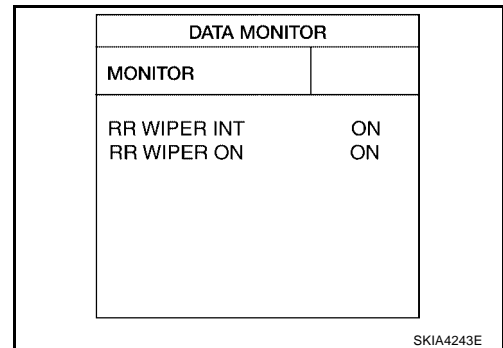 DATA MONITOR
MONITOR
RR WIPER INT ON
RR WIPER ON ON
SKIA4243E